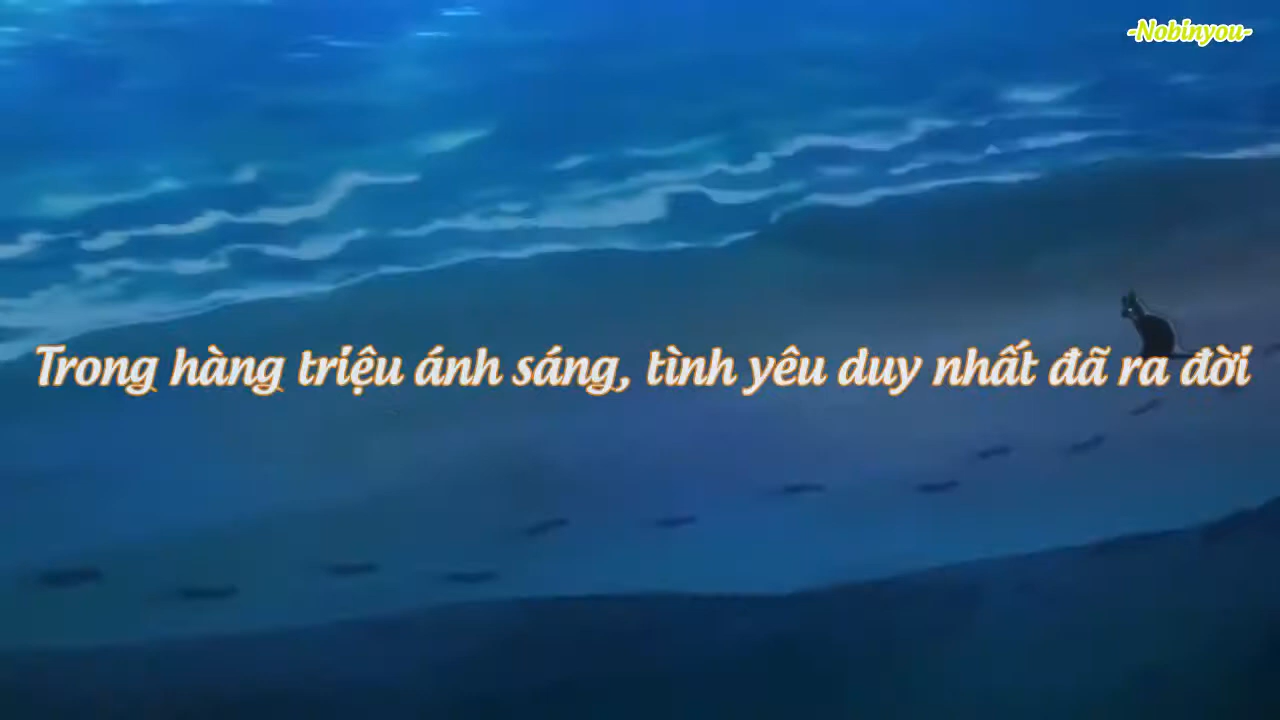 -Nobinyou-
Trong hàng triệu ánh sáng, tình yêu duy nhất đã ra đời